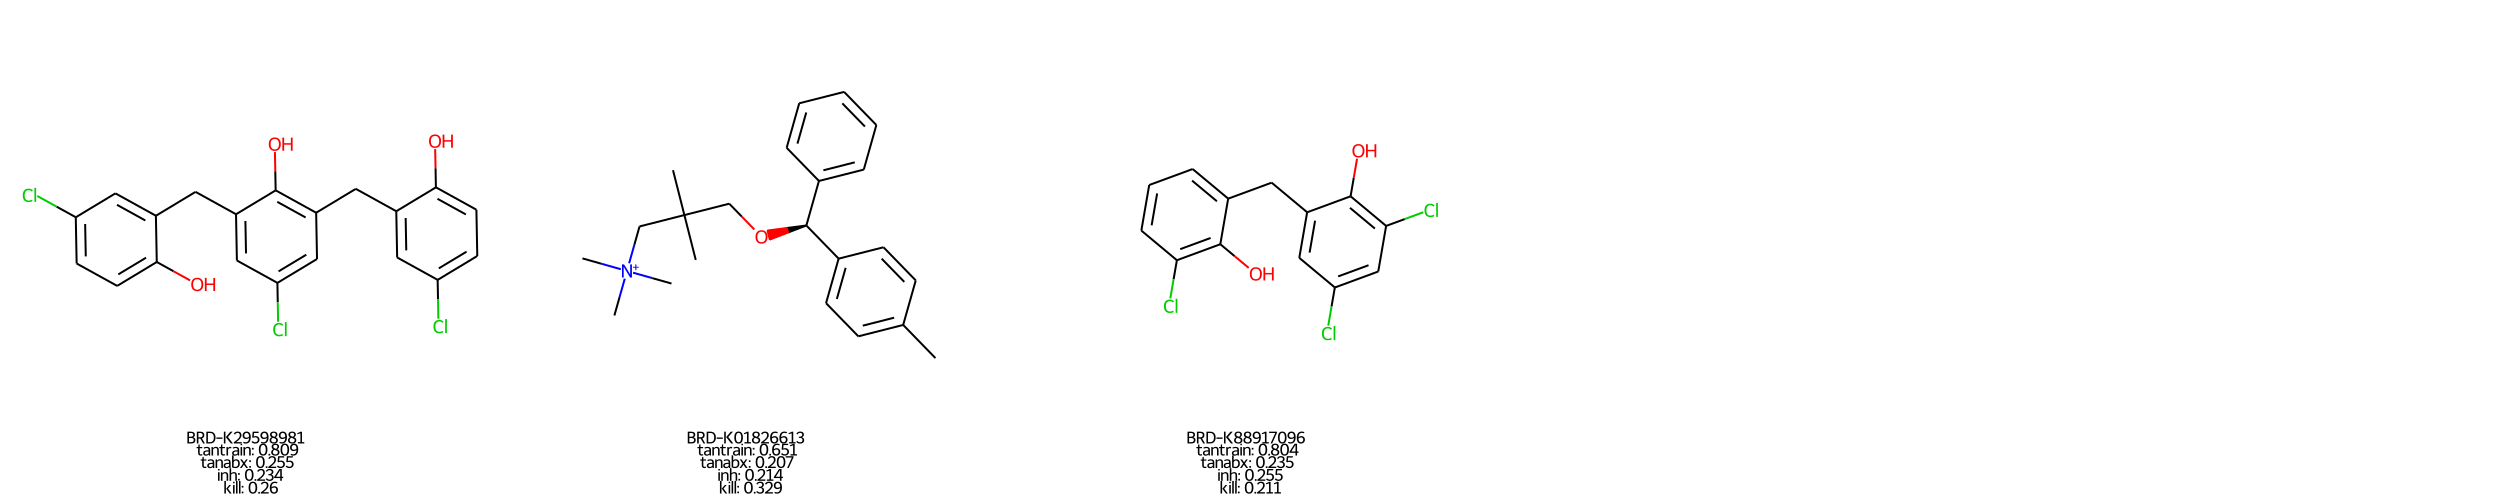 OH
OH
Cl
OH
Cl
Cl
BRD-K29598981
tantrain: 0.809
tanabx: 0.255
inh: 0.234
kill: 0.26
O
N+
BRD-K01826613
tantrain: 0.651
tanabx: 0.207
inh: 0.214
kill: 0.329
OH
Cl
OH
Cl
Cl
BRD-K88917096
tantrain: 0.804
tanabx: 0.235
inh: 0.255
kill: 0.211